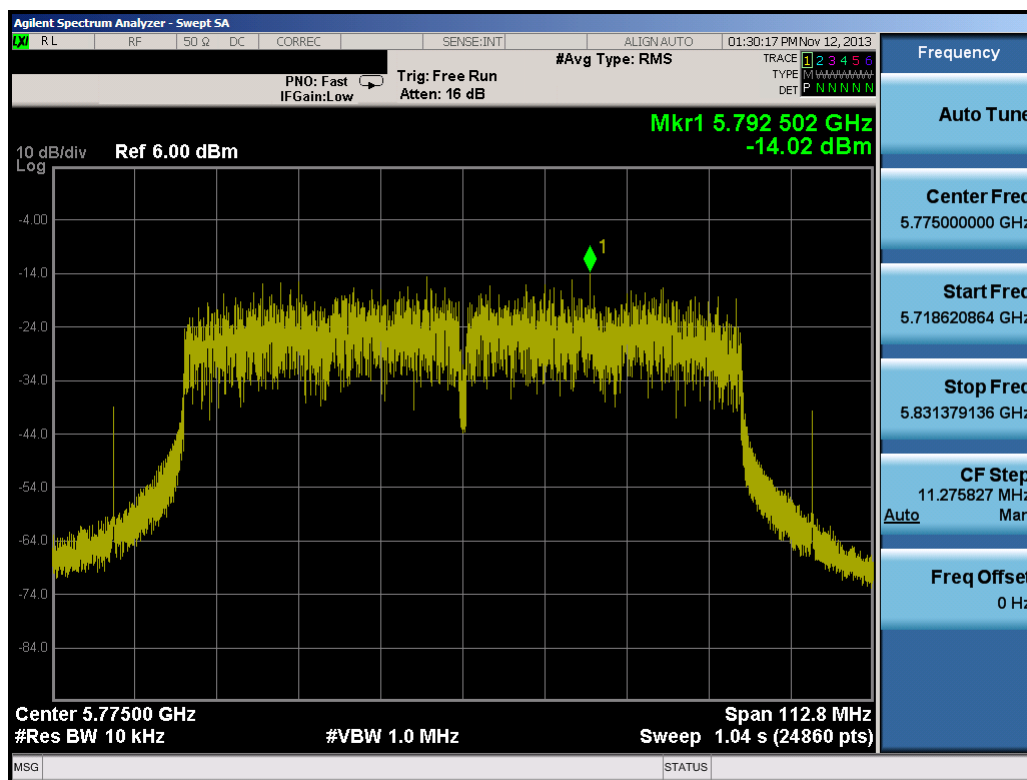 Agilent Spectrum Analyzer - Swept SA
LXI RL RF 50 Ω DC CORREC SENSE:INT ALIGN AUTO 01:30:17 PM Nov 12, 2013
Frequency
#Avg Type: RMS
TRACE 1 2 3 4 5 6
PNO: Fast
Trig: Free Run
TYPE M WWWWW
IFGain:Low
Atten: 16 dB
DET P N N N N N
Auto Tune
Mkr1 5.792 502 GHz
-14.02 dBm
10 dB/div
Log
Ref 6.00 dBm
-4.00
-14.0
-24.0
-34.0
-44.0
-54.0
-64.0
-74.0
-84.0
1
Center Freq
5.775000000 GHz
Start Freq
5.718620864 GHz
Stop Freq
5.831379136 GHz
CF Step
11.275827 MHz
Auto Man
Freq Offset
0 Hz
Center 5.77500 GHz
Span 112.8 MHz
#Res BW 10 kHz
#VBW 1.0 MHz
Sweep 1.04 s (24860 pts)
MSG
STATUS